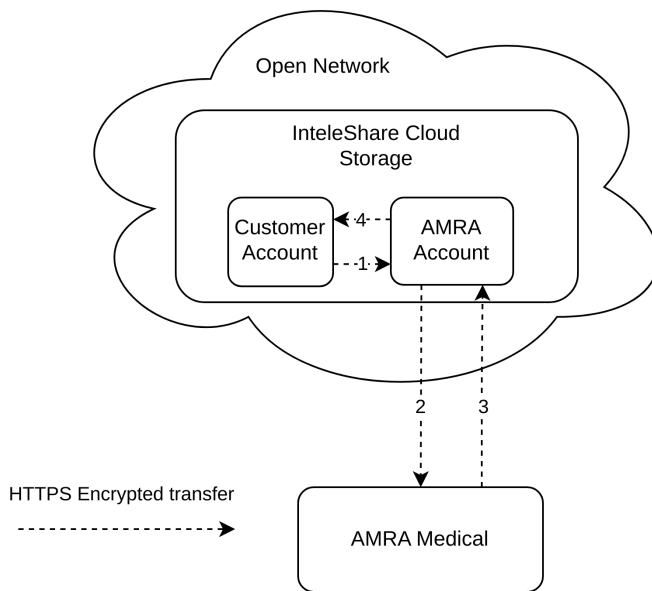 Open Network
InteleShare Cloud
Storage
Customer
Account
4
1
AMRA
Account
2
3
HTTPS Encrypted transfer
AMRA Medical